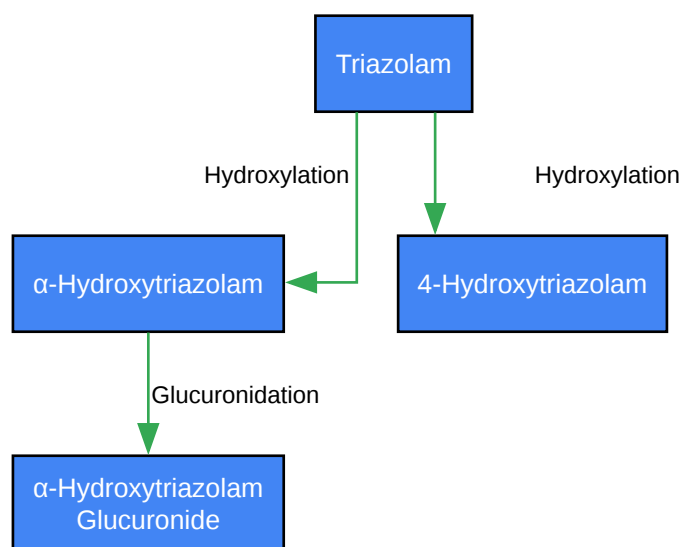 Triazolam
Hydroxylation
Hydroxylation
α-Hydroxytriazolam
4-Hydroxytriazolam
Glucuronidation
α-Hydroxytriazolam
Glucuronide